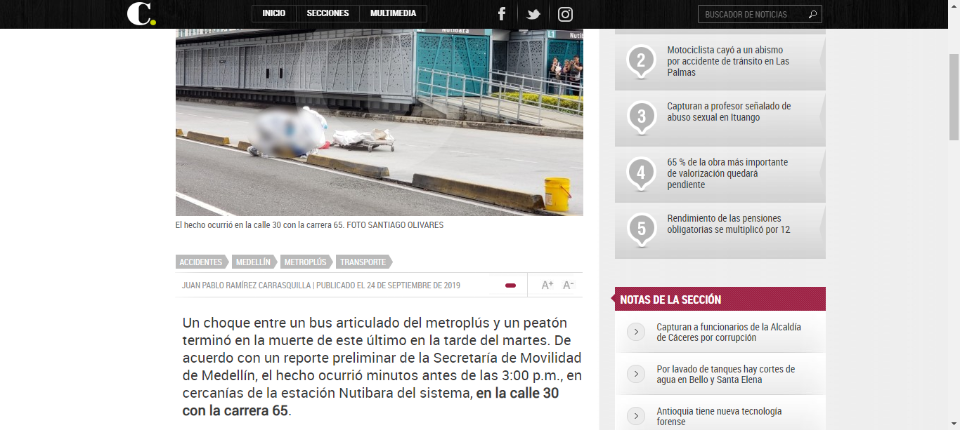 C.
INICIO
SECCIONES
MULTIMEDIA
BUSCADOR DE NOTICIAS
El hecho ocurrió en la calle 30 con la carrera 65. FOTO SANTIAGO OLIVARES
ACCIDENTES
MEDELLÍN
METROPLÚS
TRANSPORTE
JUAN PABLO RAMÍREZ CARRASQUILLA | PUBLICADO EL 24 DE SEPTIEMBRE DE 2019
A+ A-
Un choque entre un bus articulado del metroplús y un peatón
terminó en la muerte de este último en la tarde del martes. De
acuerdo con un reporte preliminar de la Secretaría de Movilidad
de Medellín, el hecho ocurrió minutos antes de las 3:00 p.m., en
cercanías de la estación Nutibara del sistema, en la calle 30
con la carrera 65.
2
Motociclista cayó a un abismo
por accidente de tránsito en Las
Palmas
3
Capturan a profesor señalado de
abuso sexual en Ituango
4
65 % de la obra más importante
de valorización quedará
pendiente
5
Rendimiento de las pensiones
obligatorias se multiplicó por 12
NOTAS DE LA SECCIÓN
Capturan a funcionarios de la Alcaldía
de Cáceres por corrupción
Por lavado de tanques hay cortes de
agua en Bello y Santa Elena
Antioquia tiene nueva tecnología
forense